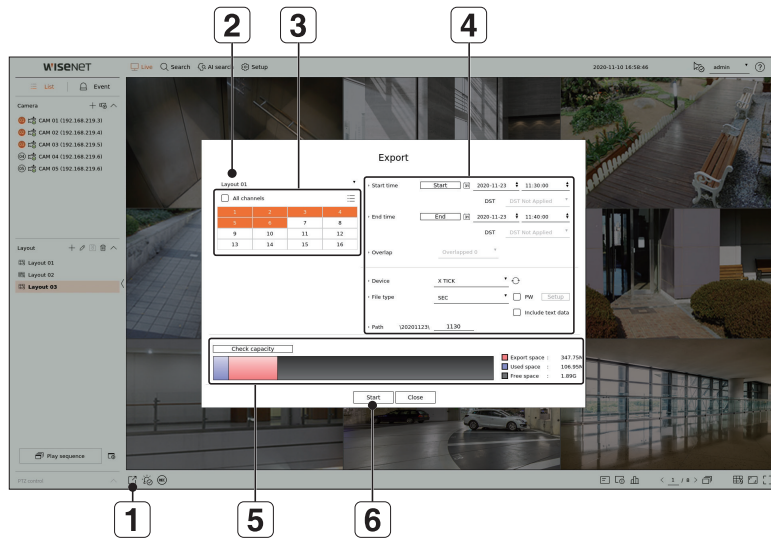 2 3 4
WISENET Live Search AI search Setup 2020-11-10 16:58:46 admin ?
List Event
Camera
CAM 01 (192.168.219.3)
CAM 02 (192.168.219.4)
CAM 03 (192.168.219.5)
CAM 04 (192.168.219.6)
CAM 05 (192.168.219.6)
Layout
Layout 01
Layout 02
Layout 03
Play sequence
PTZ control
Export
Layout 01
All channels
1 2 3 4
5 6 7 8
9 10 11 12
13 14 15 16
Start time Start 2020-11-23 11:30:00
DST DST Not Applied
End time End 2020-11-23 11:40:00
DST DST Not Applied
Overlap Overlapped 0
Device X TICK
File type SEC PW Setup
Include text data
Path \20201123\ 1130
Check capacity
Export space : 347.75M
Used space : 106.95M
Free space : 1.89G
Start Close
< 1 / 8 >
1 5 6